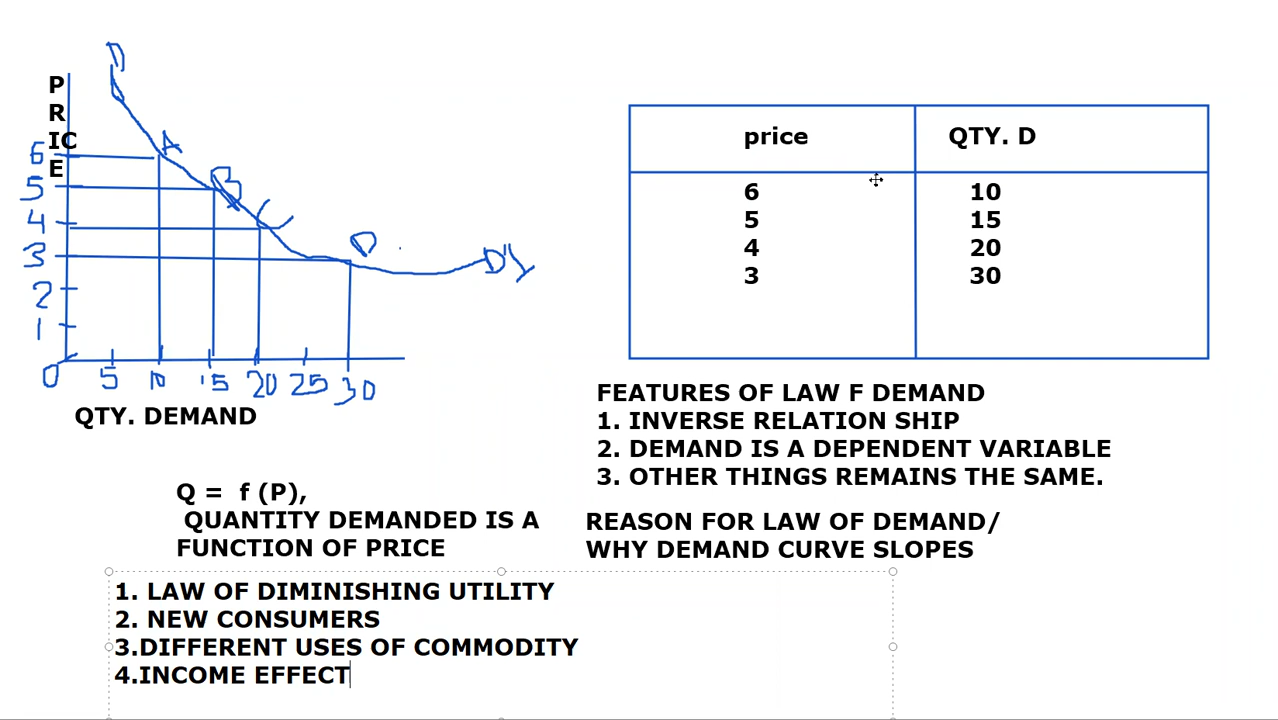 D
P
R
IC
E
6
5
4
3
2
1
A
B
C
D
D'
0 5 10 15 20 25 30
QTY. DEMAND
price QTY. D
6 10
5 15
4 20
3 30
FEATURES OF LAW F DEMAND
1. INVERSE RELATION SHIP
2. DEMAND IS A DEPENDENT VARIABLE
3. OTHER THINGS REMAINS THE SAME.
Q = f (P),
QUANTITY DEMANDED IS A
FUNCTION OF PRICE
REASON FOR LAW OF DEMAND/
WHY DEMAND CURVE SLOPES
1. LAW OF DIMINISHING UTILITY
2. NEW CONSUMERS
3.DIFFERENT USES OF COMMODITY
4.INCOME EFFECT